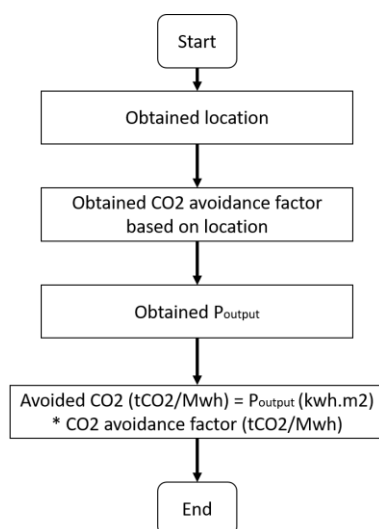 Start
Obtained location
Obtained CO2 avoidance factor
based on location
Obtained Poutput
Avoided CO2 (tCO2/Mwh) = Poutput (kwh.m2)
* CO2 avoidance factor (tCO2/Mwh)
End